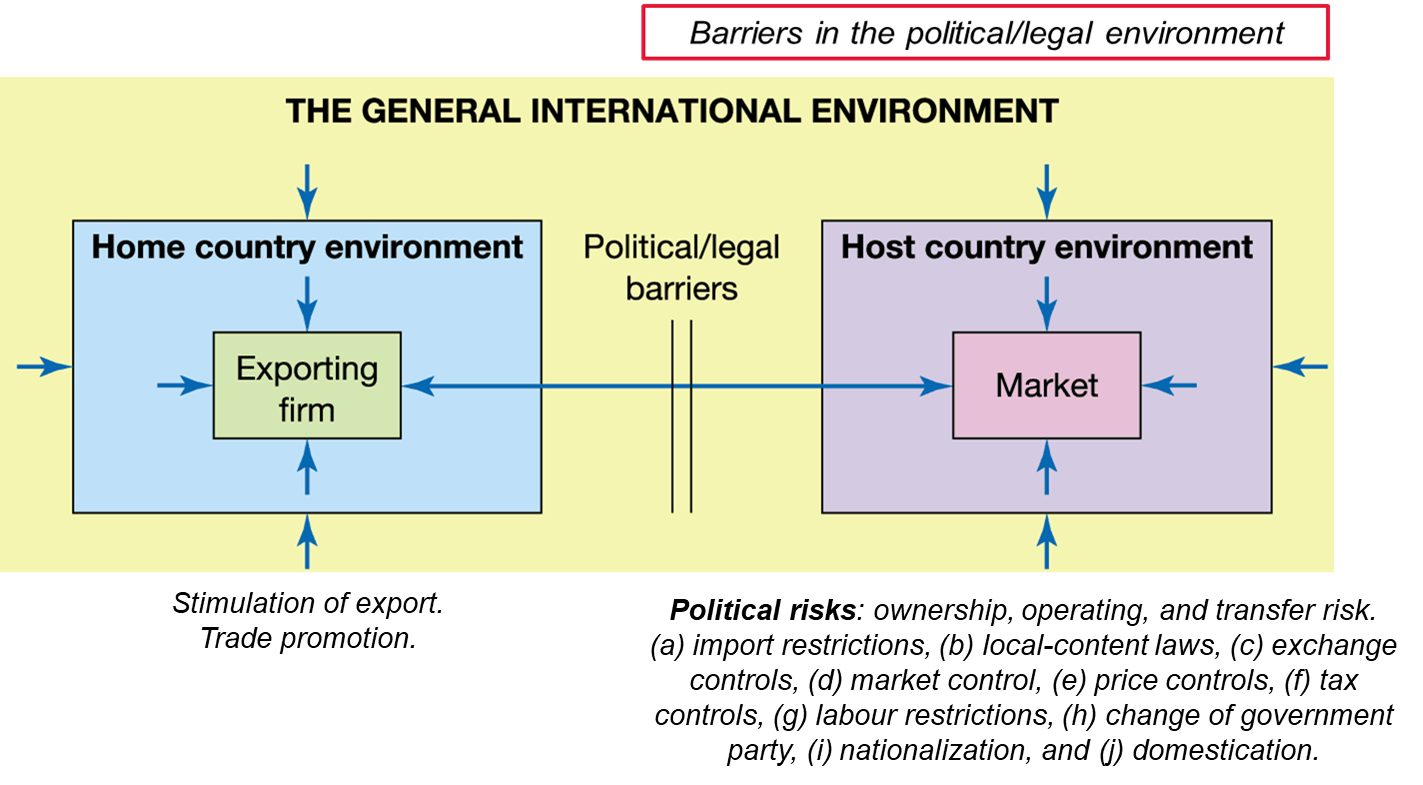 Barriers in the political/legal environment
THE GENERAL INTERNATIONAL ENVIRONMENT
Home country environment
Exporting
firm
Political/legal
barriers
Host country environment
Market
Stimulation of export.
Trade promotion.
Political risks: ownership, operating, and transfer risk.
(a) import restrictions, (b) local-content laws, (c) exchange
controls, (d) market control, (e) price controls, (f) tax
controls, (g) labour restrictions, (h) change of government
party, (i) nationalization, and (j) domestication.